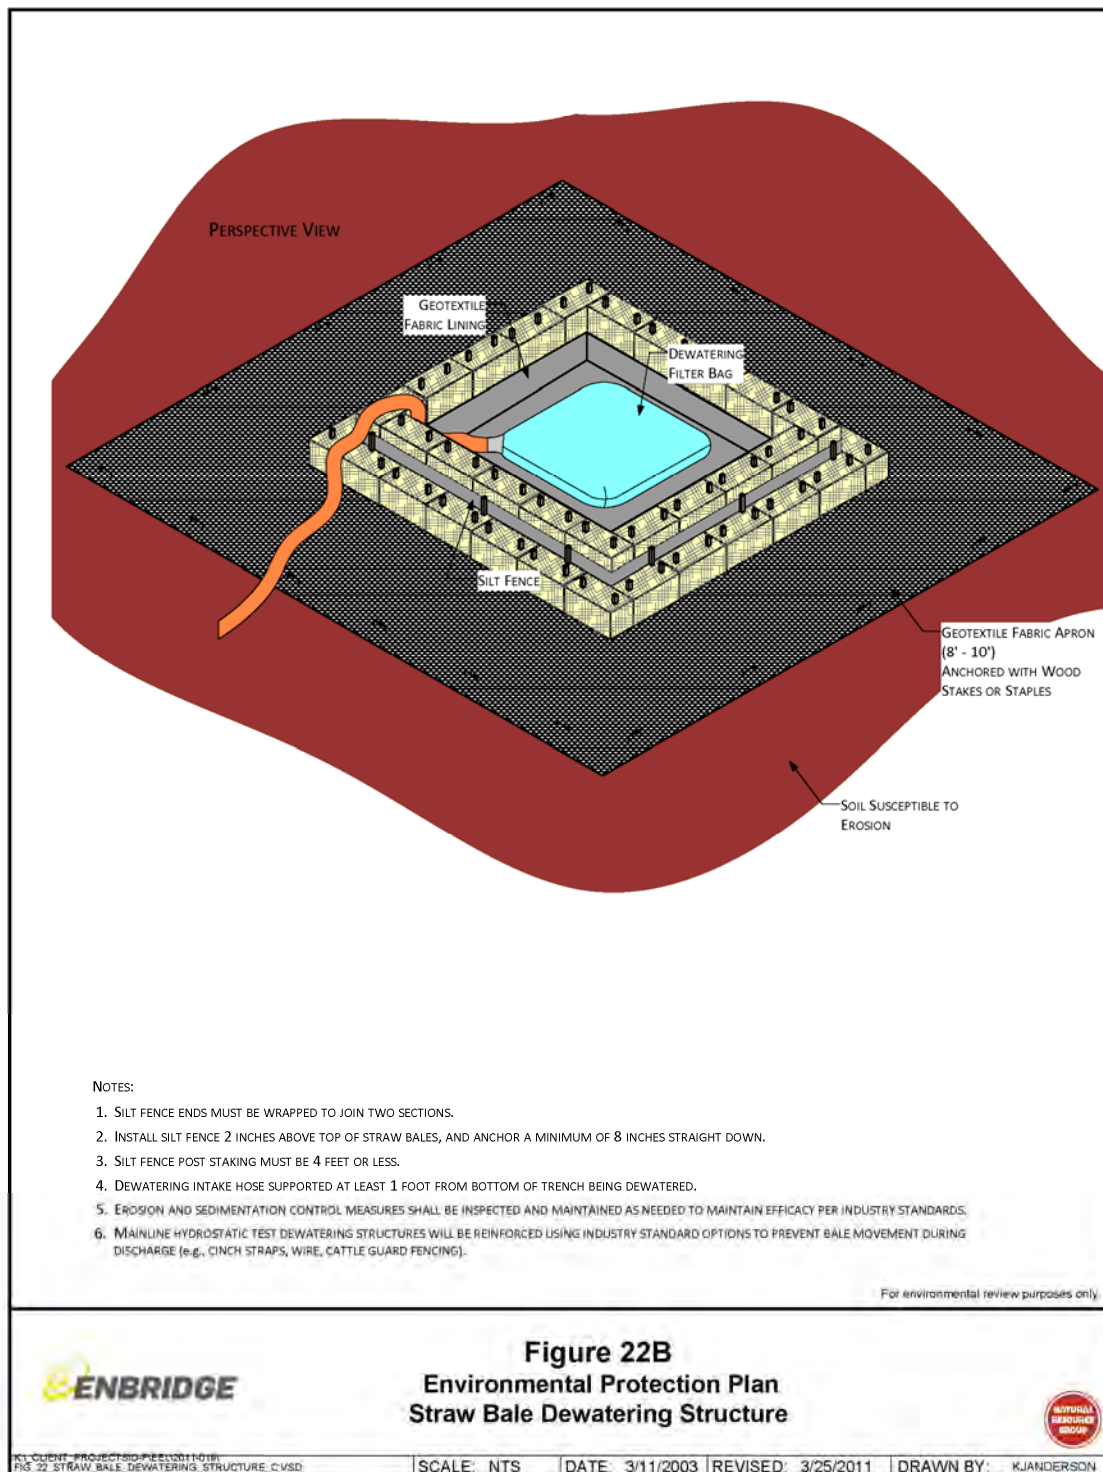 PERSPECTIVE VIEW
GEOTEXTILE
FABRIC LINING
DEWATERING
FILTER BAG
SILT FENCE
GEOTEXTILE FABRIC APRON
(8' - 10')
ANCHORED WITH WOOD
STAKES OR STAPLES
SOIL SUSCEPTIBLE TO
EROSION
NOTES:
1. SILT FENCE ENDS MUST BE WRAPPED TO JOIN TWO SECTIONS.
2. INSTALL SILT FENCE 2 INCHES ABOVE TOP OF STRAW BALES, AND ANCHOR A MINIMUM OF 8 INCHES STRAIGHT DOWN.
3. SILT FENCE POST STAKING MUST BE 4 FEET OR LESS.
4. DEWATERING INTAKE HOSE SUPPORTED AT LEAST 1 FOOT FROM BOTTOM OF TRENCH BEING DEWATERED.
5. EROSION AND SEDIMENTATION CONTROL MEASURES SHALL BE INSPECTED AND MAINTAINED AS NEEDED TO MAINTAIN EFFICACY PER INDUSTRY STANDARDS.
6. MAINLINE HYDROSTATIC TEST DEWATERING STRUCTURES WILL BE REINFORCED USING INDUSTRY STANDARD OPTIONS TO PREVENT BALE MOVEMENT DURING
DISCHARGE (e.g., CINCH STRAPS, WIRE, CATTLE GUARD FENCING).
For environmental review purposes only.
ENBRIDGE
Figure 22B
Environmental Protection Plan
Straw Bale Dewatering Structure
NATURAL
RESOURCE
GROUP
FIG_22_STRAW_BALE_DEWATERING_STRUCTURE_C.VSD
SCALE: NTS
DATE: 3/11/2003
REVISED: 3/25/2011
DRAWN BY: KJANDERSON